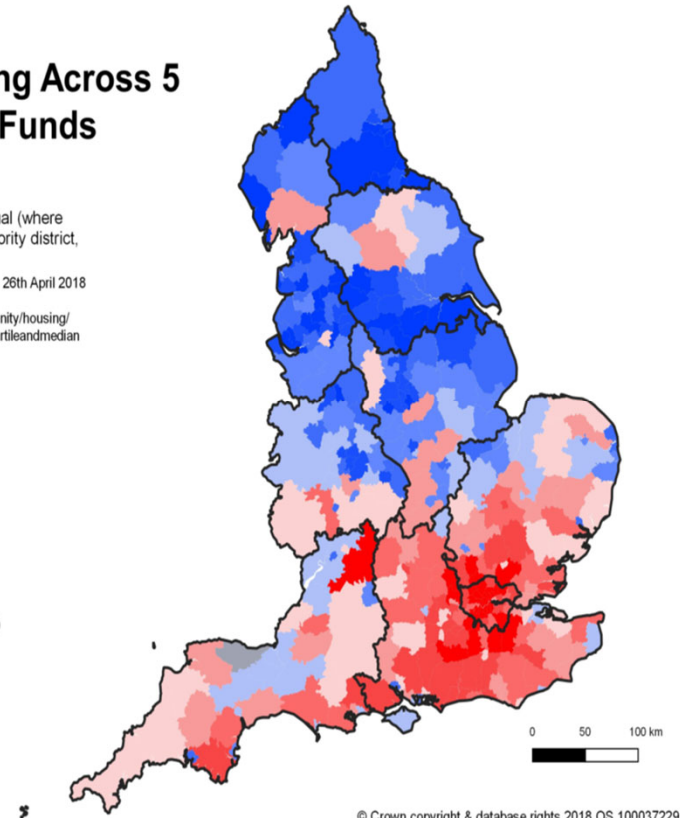 ng Across 5
Funds
al (where
ority district,
26th April 2018
nity/housing/
rtileandmedian
0 50 100 km
© Crown copyright & database rights 2018 OS 100037229